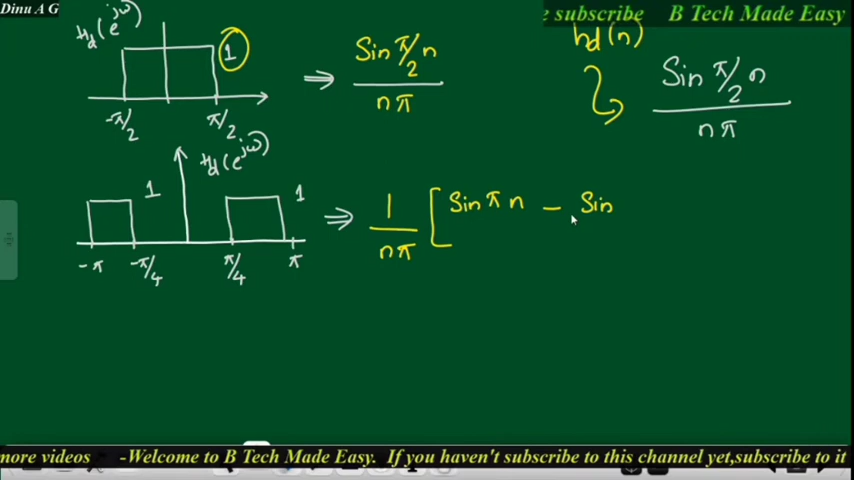 Dinu A G
e subscribe B Tech Made Easy
Hd(e^jω)
1
-π/2
π/2
⇒ Sin π/2 n
nπ
hd(n)
Sin π/2 n
nπ
Hd(e^jω)
1
1
-π
-π/4
π/4
π
⇒ 1/nπ [ Sin π n - Sin
more videos -Welcome to B Tech Made Easy. If you haven't subscribe to this channel yet,subscribe to it